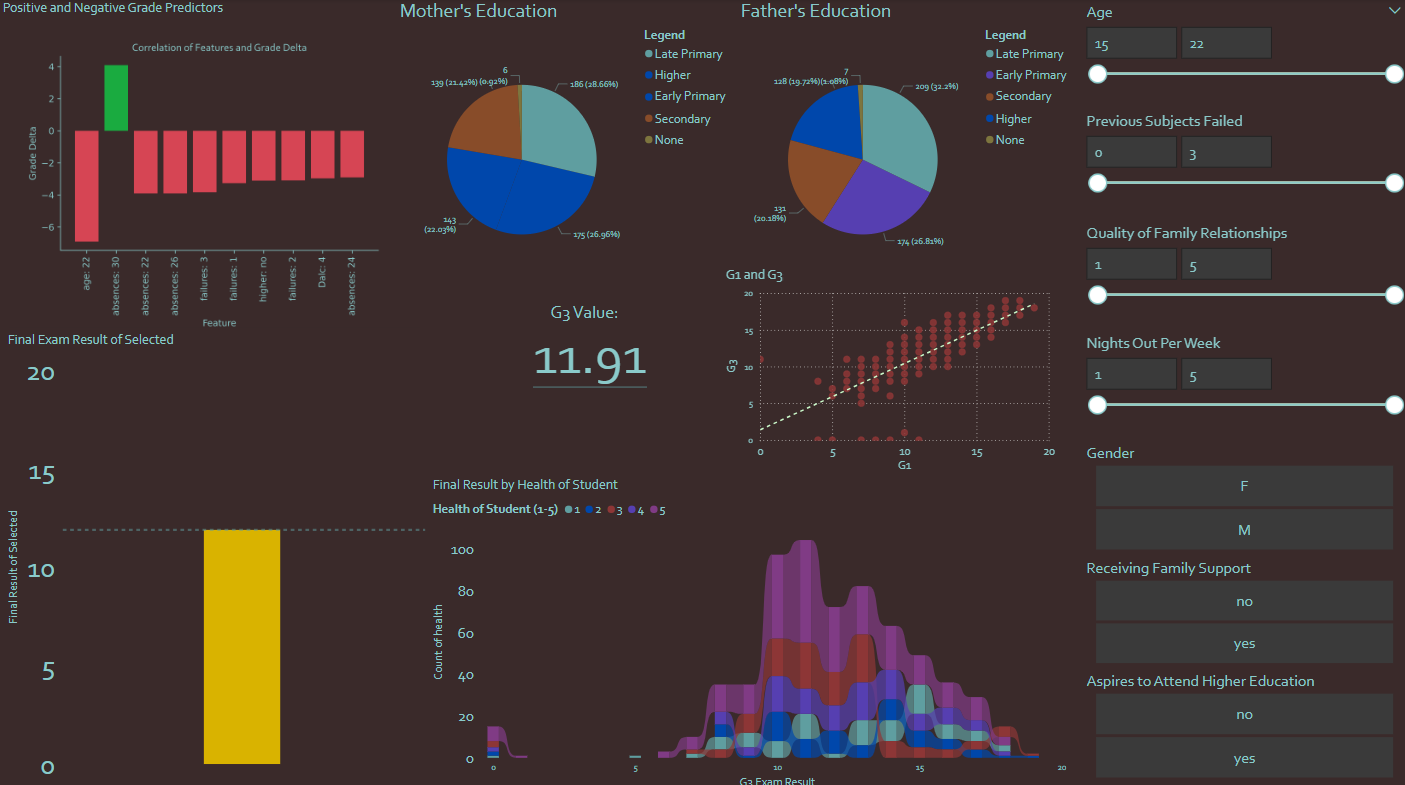 Positive and Negative Grade Predictors
Correlation of Features and Grade Delta
4
2
0
−2
−4
−6
Grade Delta
age: 22
absences: 30
absences: 22
absences: 26
failures: 3
failures: 1
higher: no
failures: 2
Dalc: 4
absences: 24
Feature
Mother's Education
Legend
Late Primary
Higher
Early Primary
Secondary
None
6
139 (21.42%) (0.92%)
186 (28.66%)
143
(22.03%)
175 (26.96%)
Father's Education
Legend
Late Primary
Early Primary
Secondary
Higher
None
7
128 (19.72%)(1.08%)
209 (32.2%)
131
(20.18%)
174 (26.81%)
G3 Value:
11.91
G1 and G3
20
15
10
5
0
G3
0
5
10
15
20
G1
Final Exam Result of Selected
20
15
10
5
0
Final Result of Selected
Final Result by Health of Student
Health of Student (1-5) 1 2 3 4 5
100
80
60
40
20
0
Count of health
0
5
10
15
20
G3 Exam Result
Age
15
22
Previous Subjects Failed
0
3
Quality of Family Relationships
1
5
Nights Out Per Week
1
5
Gender
F
M
Receiving Family Support
no
yes
Aspires to Attend Higher Education
no
yes